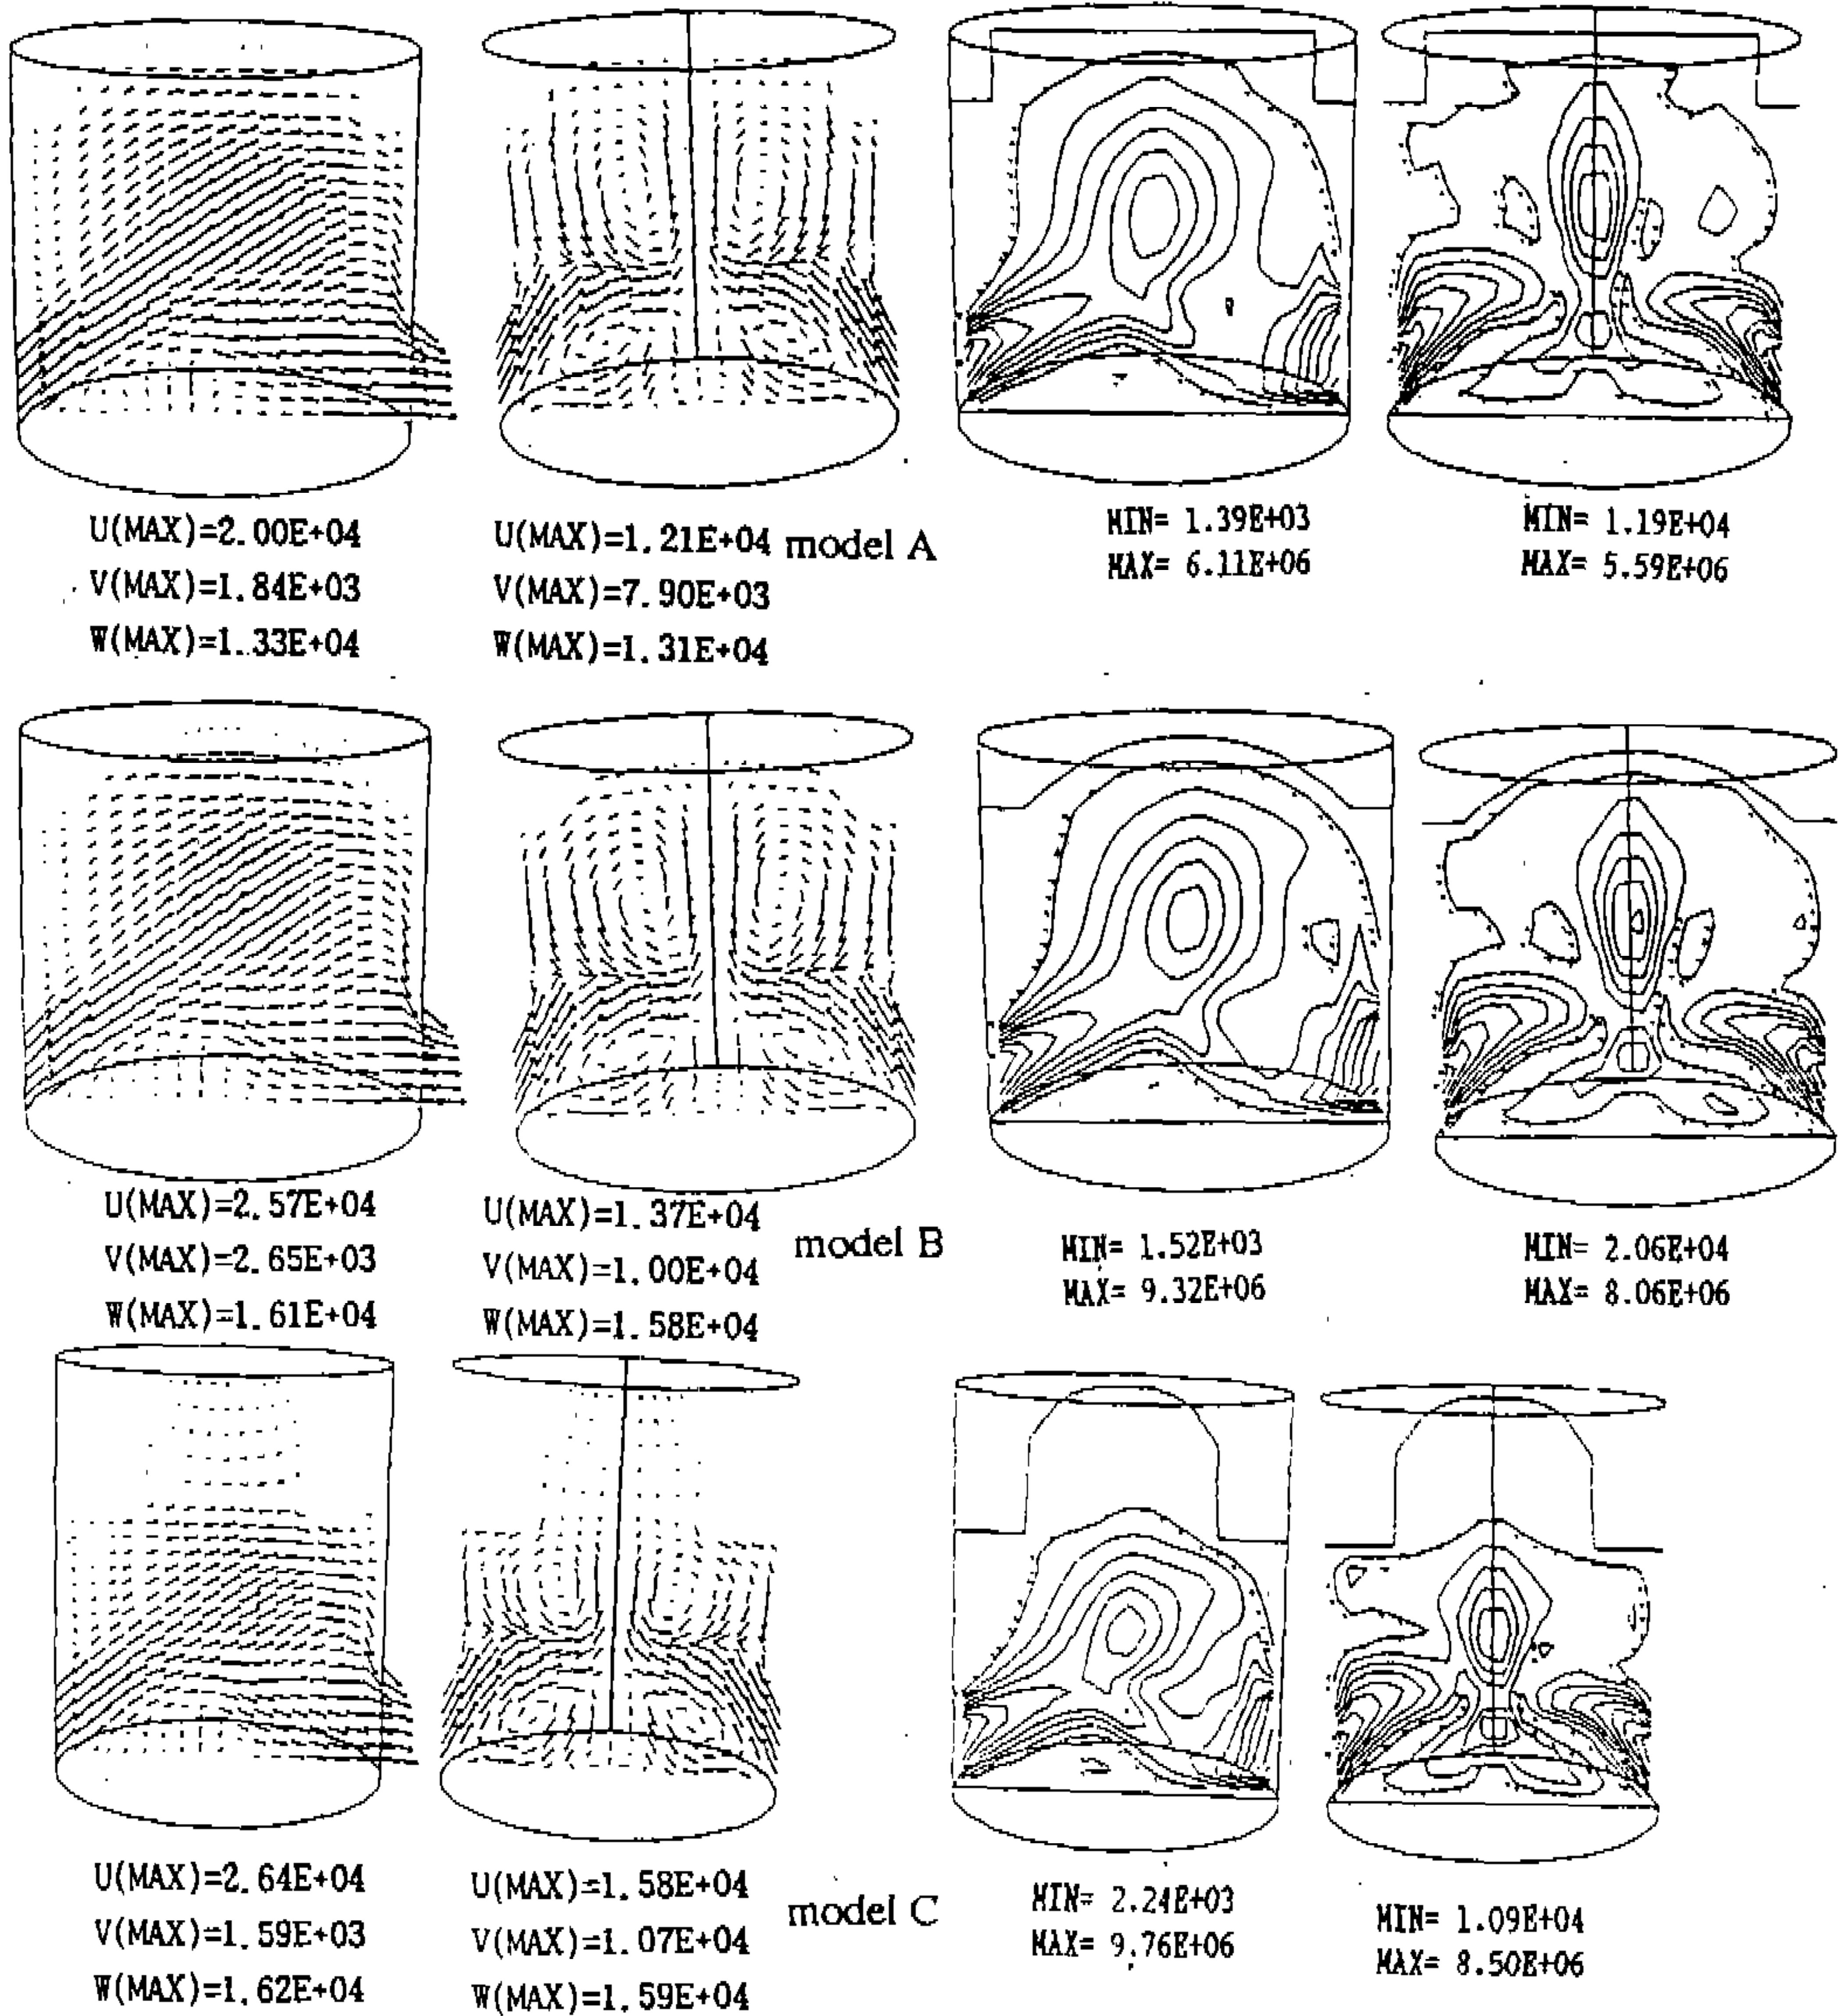 U(MAX)=2.00E+04
V(MAX)=1.84E+03
W(MAX)=1.33E+04
U(MAX)=1.21E+04
V(MAX)=7.90E+03
W(MAX)=1.31E+04
model A
MIN= 1.39E+03
MAX= 6.11E+06
MIN= 1.19E+04
MAX= 5.59E+06
U(MAX)=2.57E+04
V(MAX)=2.65E+03
W(MAX)=1.61E+04
U(MAX)=1.37E+04
V(MAX)=1.00E+04
W(MAX)=1.58E+04
model B
MIN= 1.52E+03
MAX= 9.32E+06
MIN= 2.06E+04
MAX= 8.06E+06
U(MAX)=2.64E+04
V(MAX)=1.59E+03
W(MAX)=1.62E+04
U(MAX)=1.58E+04
V(MAX)=1.07E+04
W(MAX)=1.59E+04
model C
MIN= 2.24E+03
MAX= 9.76E+06
MIN= 1.09E+04
MAX= 8.50E+06